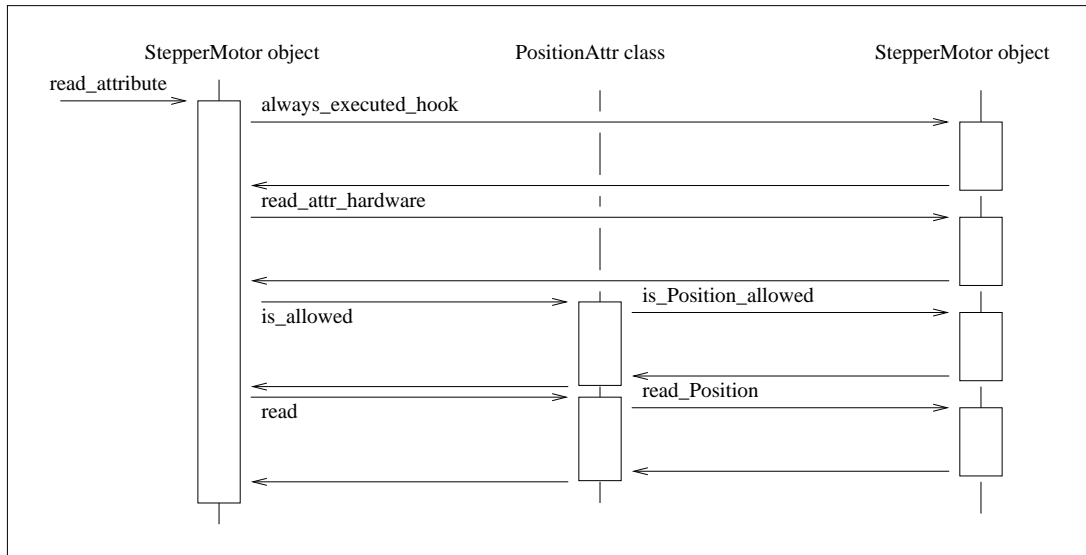 StepperMotor object
PositionAttr class
StepperMotor object
read_attribute
always_executed_hook
read_attr_hardware
is_allowed
is_Position_allowed
read
read_Position